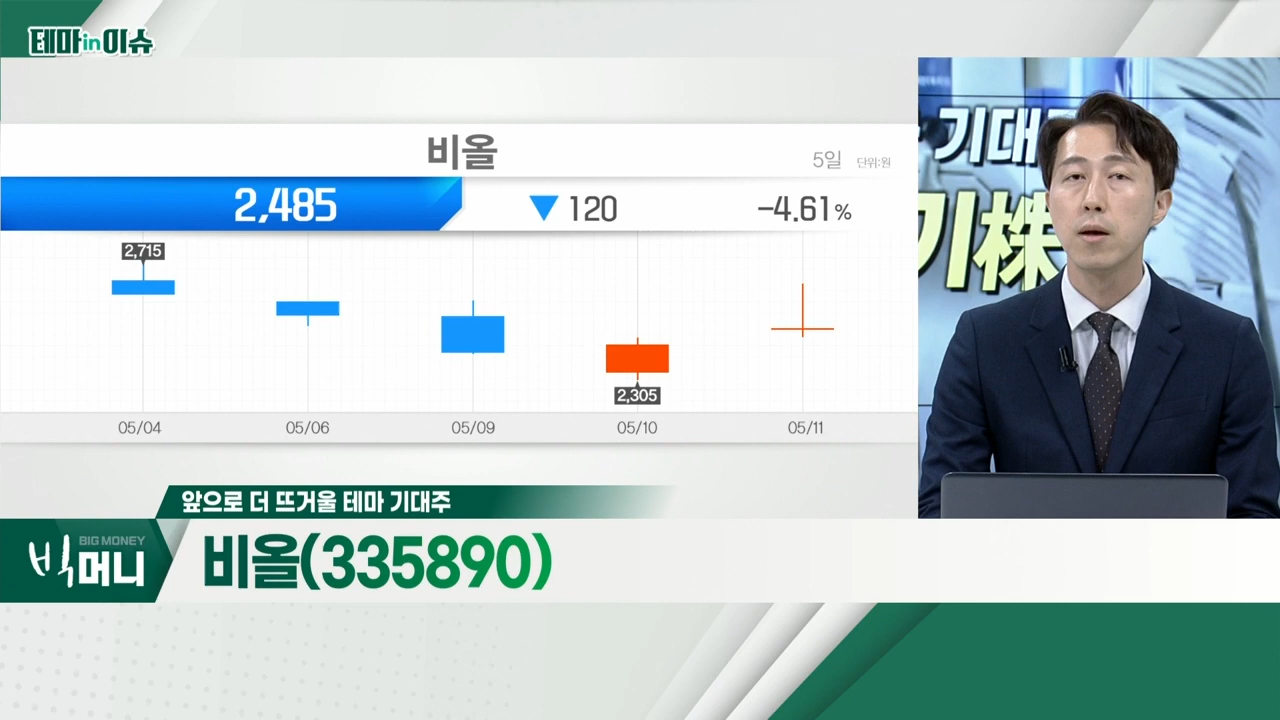 테마in이슈
비올
5일 단위:원
2,485 ▼120 -4.61%
2,715
2,305
05/04 05/06 05/09 05/10 05/11
기대
기株
앞으로 더 뜨거울 테마 기대주
BIG MONEY
빅머니
비올(335890)